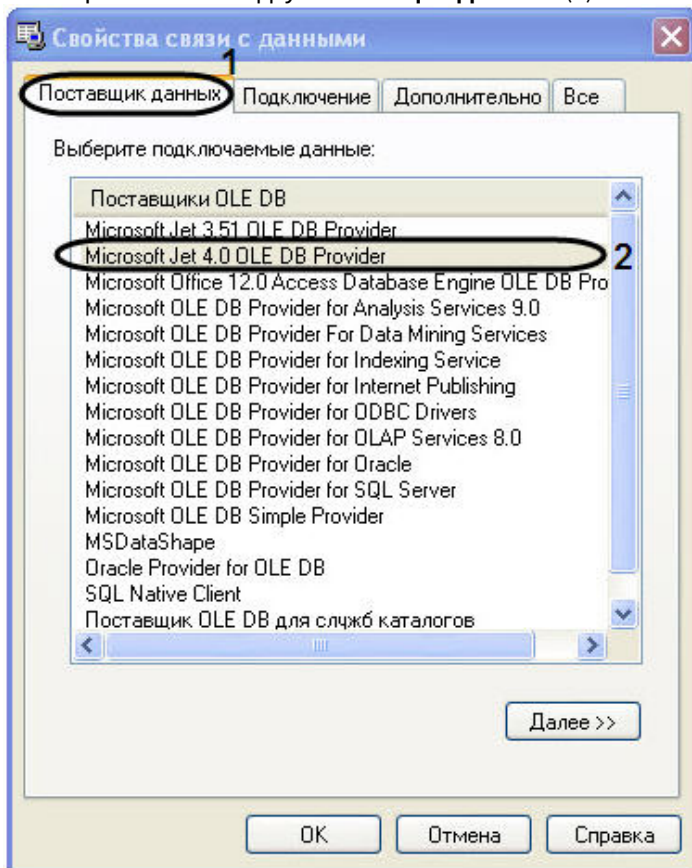 Свойства связи с данными
1
Поставщик данных
Подключение
Дополнительно
Все
Выберите подключаемые данные:
Поставщики OLE DB
Microsoft Jet 3.51 OLE DB Provider
Microsoft Jet 4.0 OLE DB Provider
2
Microsoft Office 12.0 Access Database Engine OLE DB Pro
Microsoft OLE DB Provider for Analysis Services 9.0
Microsoft OLE DB Provider For Data Mining Services
Microsoft OLE DB Provider for Indexing Service
Microsoft OLE DB Provider for Internet Publishing
Microsoft OLE DB Provider for ODBC Drivers
Microsoft OLE DB Provider for OLAP Services 8.0
Microsoft OLE DB Provider for Oracle
Microsoft OLE DB Provider for SQL Server
Microsoft OLE DB Simple Provider
MSDataShape
Oracle Provider for OLE DB
SQL Native Client
Поставщик OLE DB для служб каталогов
Далее >>
OK
Отмена
Справка